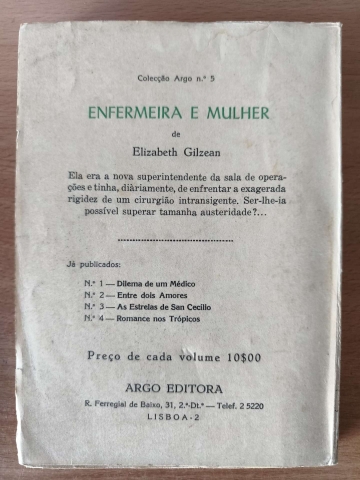 Colecção Argo n.º 5
ENFERMEIRA E MULHER
de
Elizabeth Gilzean
Ela era a nova superintendente da sala de opera-
ções e tinha, diàriamente, de enfrentar a exagerada
rigidez de um cirurgião intransigente. Ser-lhe-ia
possível superar tamanha austeridade?...
Já publicados:
N.º 1 — Dilema de um Médico
N.º 2 — Entre dois Amores
N.º 3 — As Estrelas de San Cecilio
N.º 4 — Romance nos Trópicos
Preço de cada volume 10$00
ARGO EDITORA
R. Ferregial de Baixo, 31, 2.º-Dt.º — Telef. 2 5220
LISBOA - 2